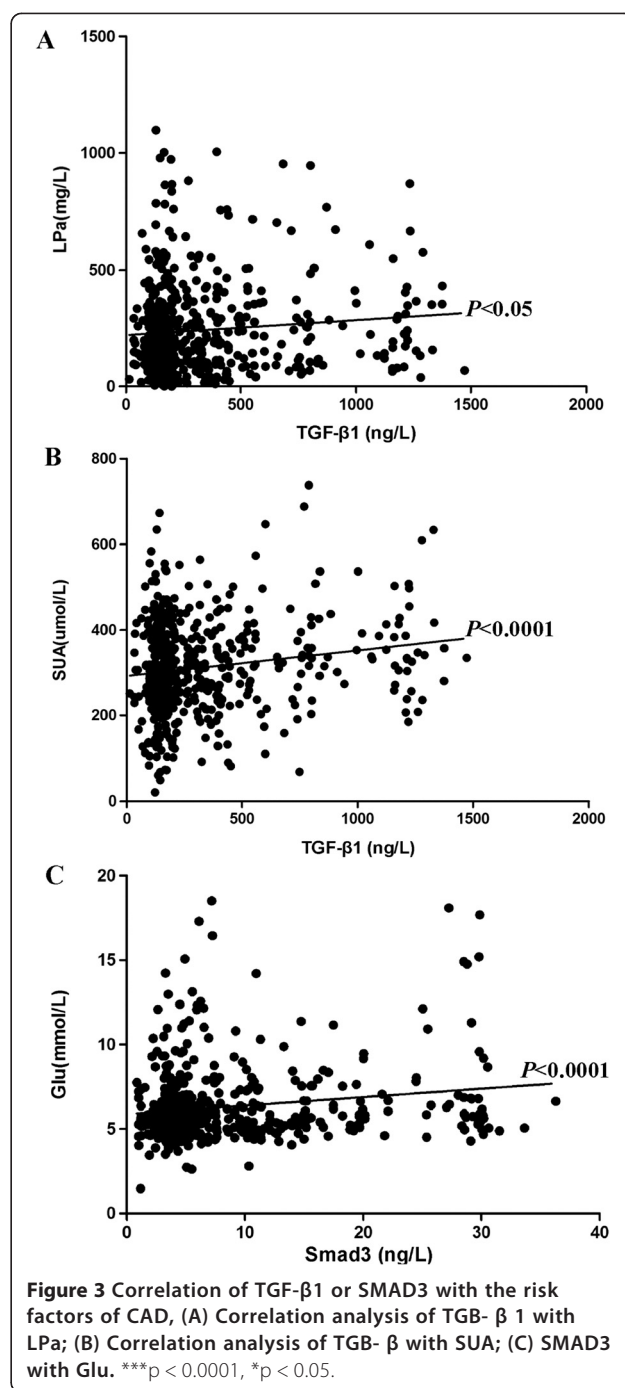 A
1500
1000
500
0
LPa(mg/L)
P<0.05
0 500 1000 1500 2000
TGF-β1 (ng/L)
B
800
600
400
200
0
SUA(umol/L)
P<0.0001
0 500 1000 1500 2000
TGF-β1 (ng/L)
C
20
15
10
5
0
Glu(mmol/L)
P<0.0001
0 10 20 30 40
Smad3 (ng/L)
Figure 3 Correlation of TGF-β1 or SMAD3 with the risk
factors of CAD, (A) Correlation analysis of TGB- β 1 with
LPa; (B) Correlation analysis of TGB- β with SUA; (C) SMAD3
with Glu. ***p < 0.0001, *p < 0.05.